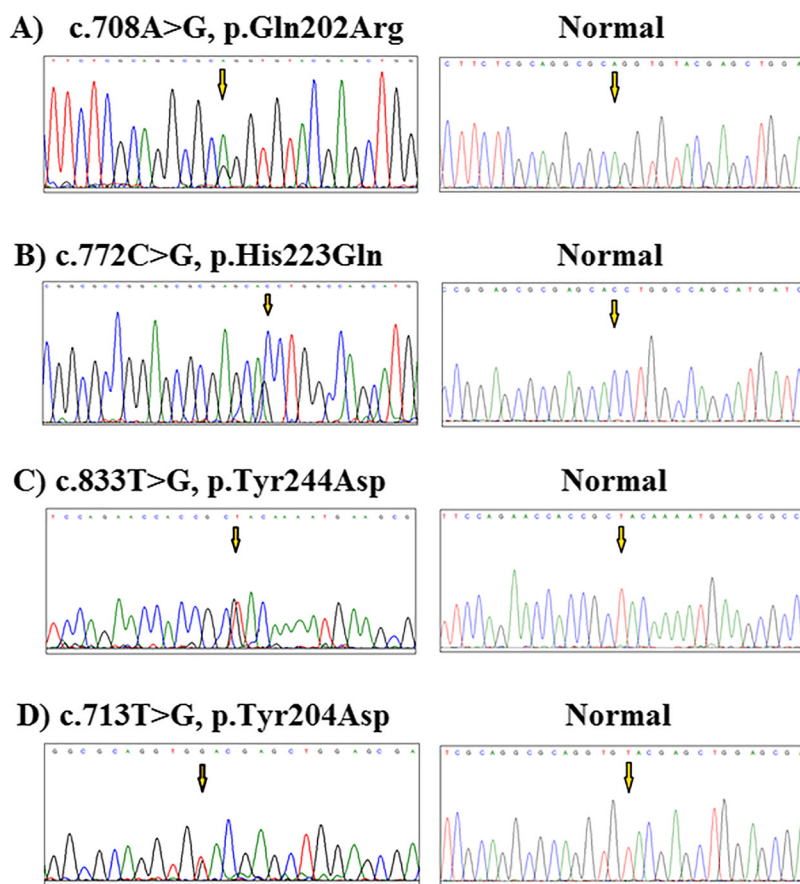 A) c.708A>G, p.Gln202Arg Normal
T T C T C G C A G G C G C A G G T G T A C G A G C T G G
C T T C T C G C A G G C G C A G G T G T A C G A G C T G G A
B) c.772C>G, p.His223Gln Normal
C G G C G C C G G A G C G C G A G C A C C T G G C C A G C A T G
C C G G A G C G C G A G C A C C T G G C C A G C A T G A T C
C) c.833T>G, p.Tyr244Asp Normal
T C C A G A A C C A C C G C T A C A A A A T G A A G C G
T T C C A G A A C C A C C G C T A C A A A A T G A A G C G C C
D) c.713T>G, p.Tyr204Asp Normal
G G C G C A G G T G G A C G A G C T G G A G C G A
T C G C A G G C G C A G G T G T A C G A G C T G G A G C G